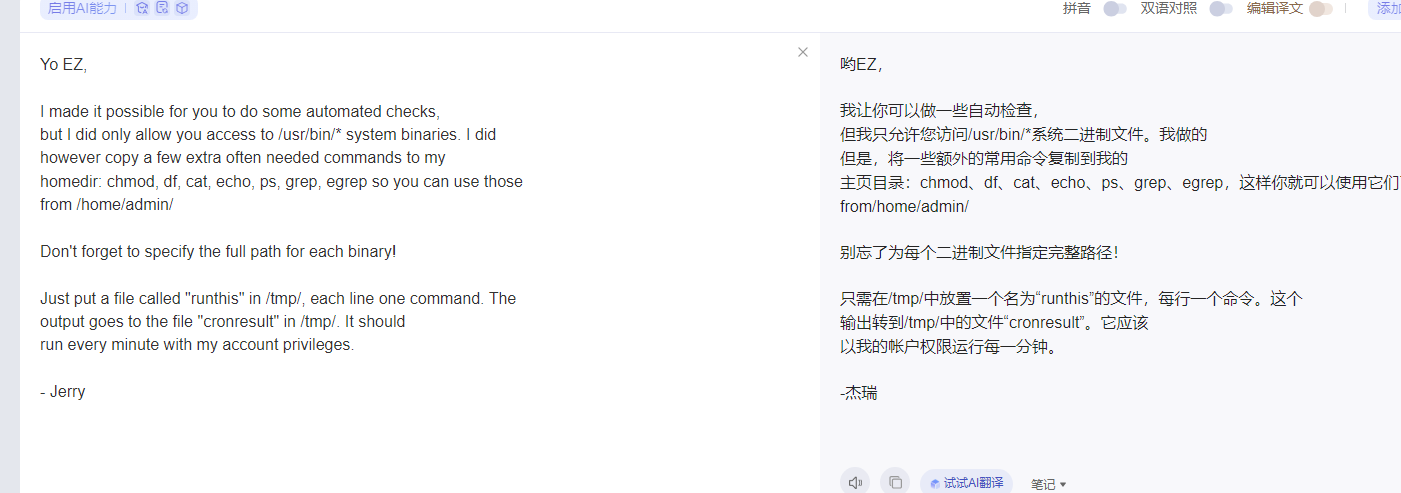 启用AI能力
拼音 双语对照 编辑译文 添加
Yo EZ,
I made it possible for you to do some automated checks,
but I did only allow you access to /usr/bin/* system binaries. I did
however copy a few extra often needed commands to my
homedir: chmod, df, cat, echo, ps, grep, egrep so you can use those
from /home/admin/
Don't forget to specify the full path for each binary!
Just put a file called "runthis" in /tmp/, each line one command. The
output goes to the file "cronresult" in /tmp/. It should
run every minute with my account privileges.
- Jerry
哟EZ，
我让你可以做一些自动检查，
但我只允许您访问/usr/bin/*系统二进制文件。我做的
但是，将一些额外的常用命令复制到我的
主页目录：chmod、df、cat、echo、ps、grep、egrep，这样你就可以使用它们
from/home/admin/
别忘了为每个二进制文件指定完整路径！
只需在/tmp/中放置一个名为“runthis”的文件，每行一个命令。这个
输出转到/tmp/中的文件“cronresult”。它应该
以我的帐户权限运行每一分钟。
-杰瑞
试试AI翻译 笔记